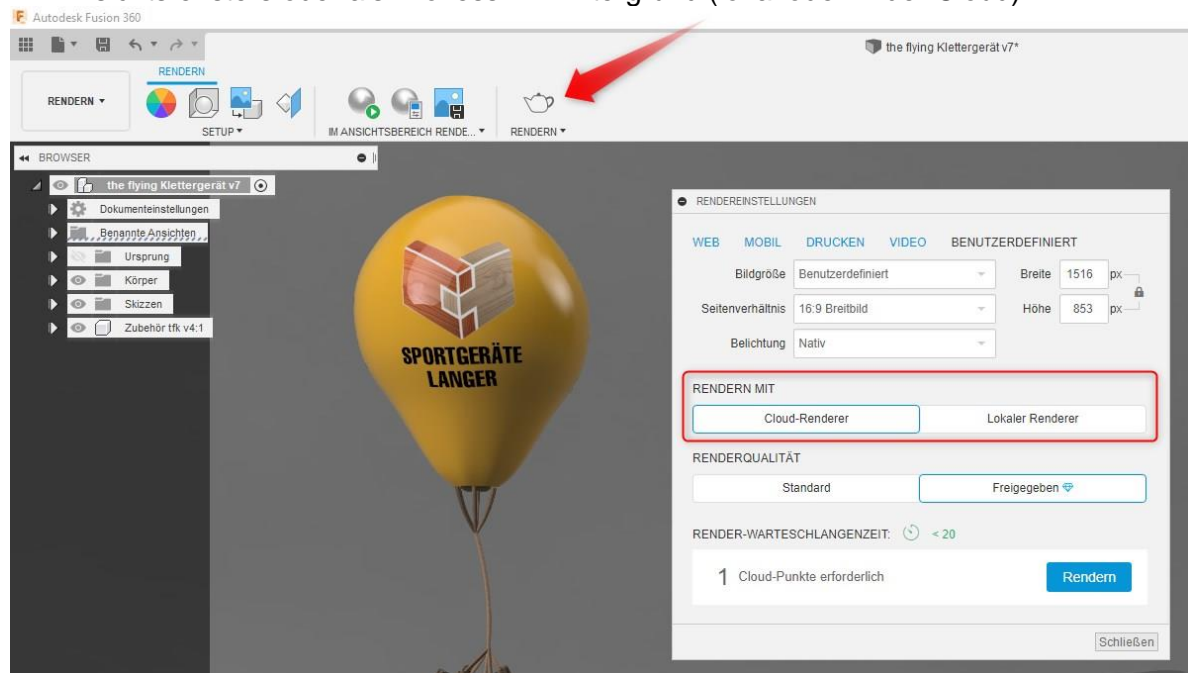 Autodesk Fusion 360
the flying Klettergerät v7*
RENDERN
RENDERN
SETUP
IM ANSICHTSBEREICH RENDE...
RENDERN
BROWSER
the flying Klettergerät v7
Dokumenteinstellungen
Benannte Ansichten
Ursprung
Körper
Skizzen
Zubehör tfk v4:1
SPORTGERÄTE
LANGER
RENDEREINSTELLUNGEN
WEB MOBIL DRUCKEN VIDEO BENUTZERDEFINIERT
Bildgröße Benutzerdefiniert Breite 1516 px
Seitenverhältnis 16:9 Breitbild Höhe 853 px
Belichtung Nativ
RENDERN MIT
Cloud-Renderer Lokaler Renderer
RENDERQUALITÄT
Standard Freigegeben
RENDER-WARTESCHLANGENZEIT: < 20
1 Cloud-Punkte erforderlich Rendern
Schließen